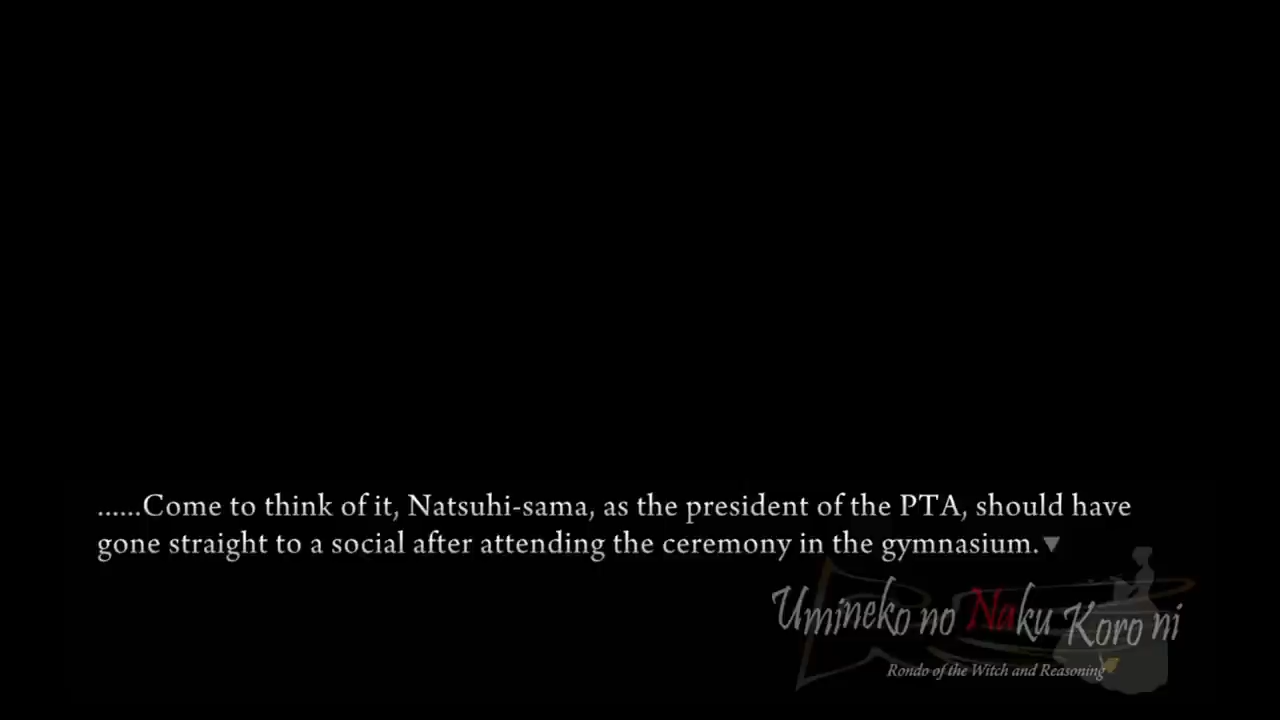 ......Come to think of it, Natsuhi-sama, as the president of the PTA, should have
gone straight to a social after attending the ceremony in the gymnasium.
Umineko no Naku Koro ni
Rondo of the Witch and Reasoning